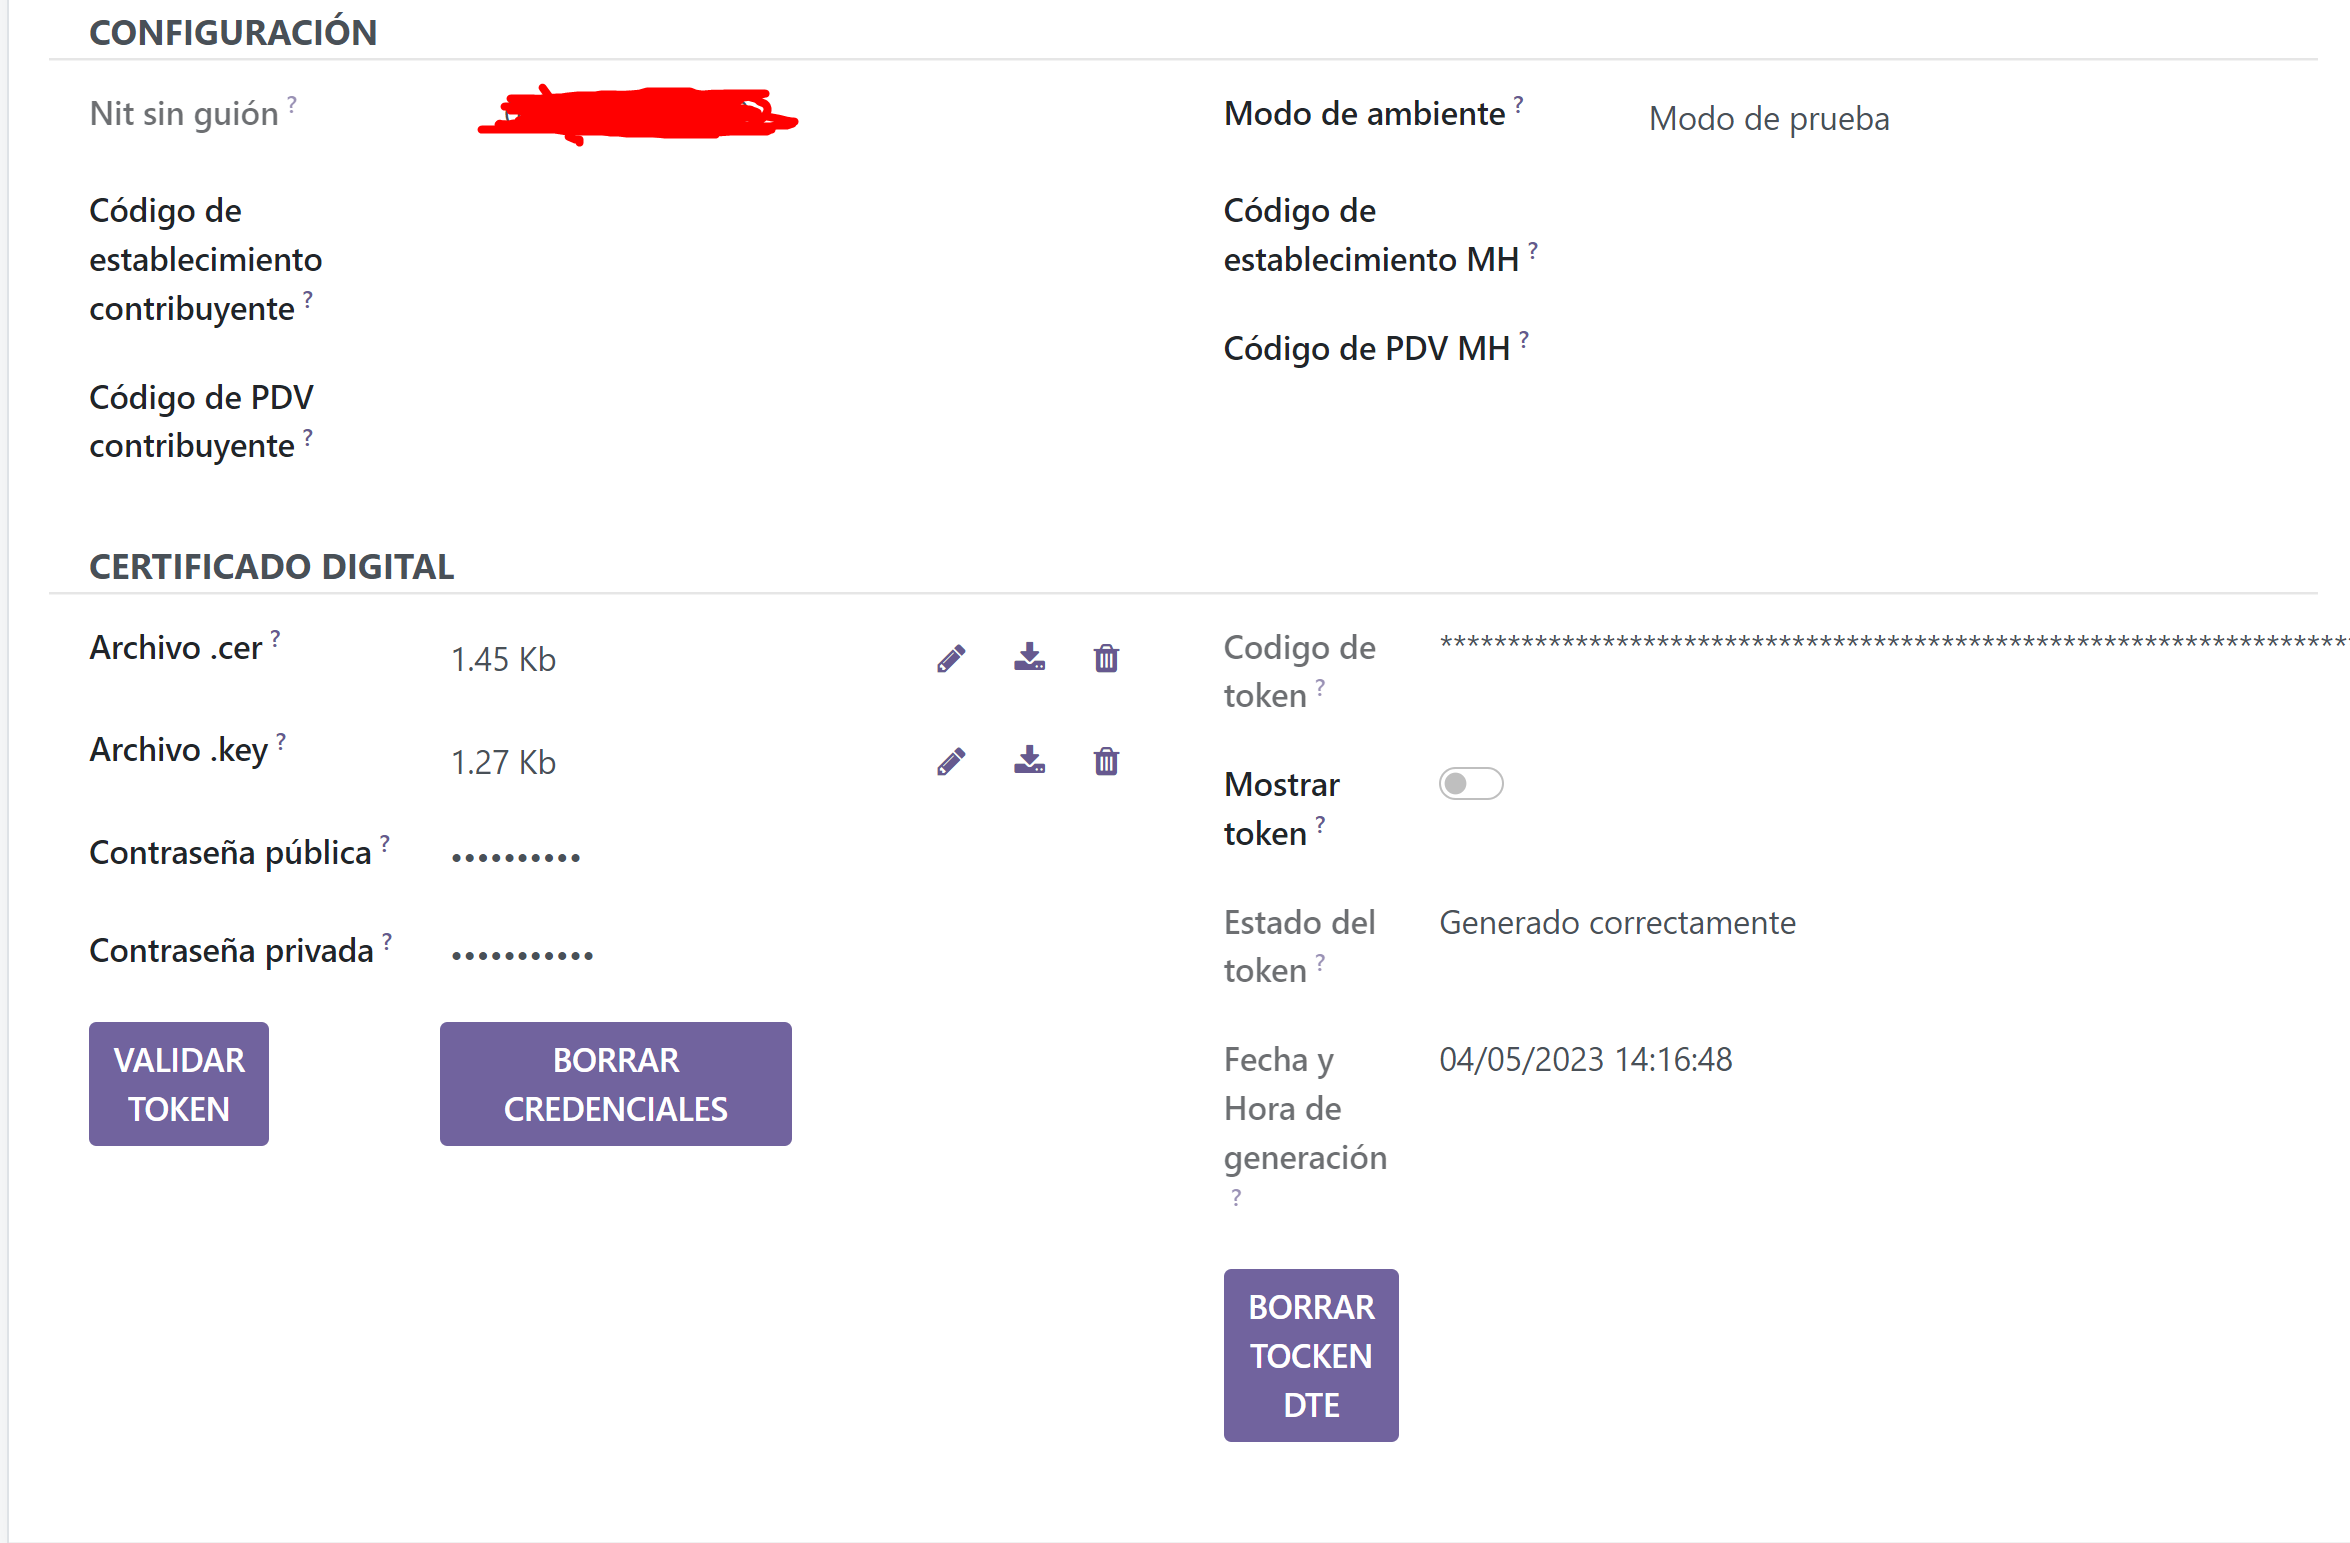 CONFIGURACIÓN
Nit sin guión ?
Modo de ambiente ?
Modo de prueba
Código de
establecimiento
contribuyente ?
Código de
establecimiento MH ?
Código de PDV MH ?
Código de PDV
contribuyente ?
CERTIFICADO DIGITAL
Archivo .cer ?
1.45 Kb
Archivo .key ?
1.27 Kb
Contraseña pública ?
••••••••••
Contraseña privada ?
•••••••••••
VALIDAR
TOKEN
BORRAR
CREDENCIALES
Codigo de
token ?
********************************************************************
Mostrar
token ?
Estado del
token ?
Generado correctamente
Fecha y
Hora de
generación
?
04/05/2023 14:16:48
BORRAR
TOCKEN
DTE